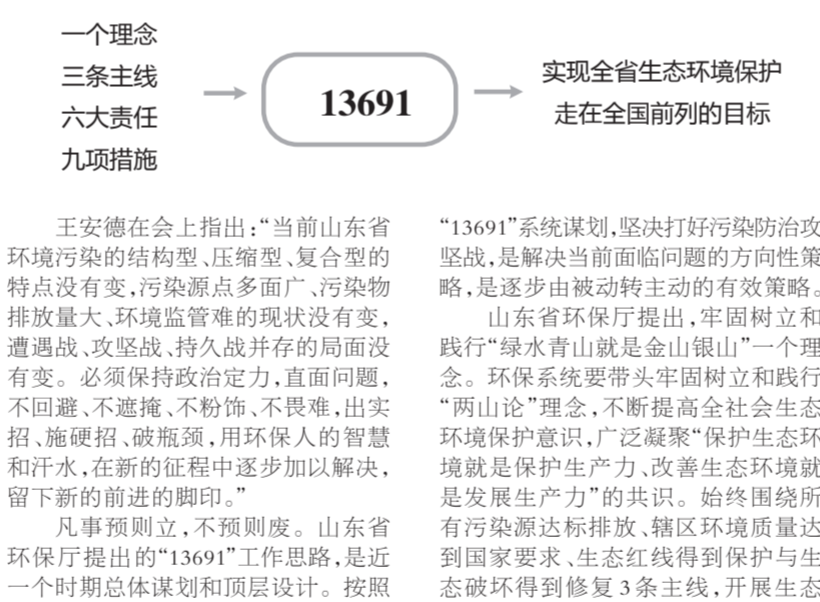 一个理念
三条主线
六大责任
九项措施
13691
实现全省生态环境保护
走在全国前列的目标
王安德在会上指出:“当前山东省
环境污染的结构型、压缩型、复合型的
特点没有变,污染源点多面广、污染物
排放量大、环境监管难的现状没有变,
遭遇战、攻坚战、持久战并存的局面没
有变。必须保持政治定力,直面问题,
不回避、不遮掩、不粉饰、不畏难,出实
招、施硬招、破瓶颈,用环保人的智慧
和汗水,在新的征程中逐步加以解决,
留下新的前进的脚印。”
凡事预则立,不预则废。山东省
环保厅提出的“13691”工作思路,是近
一个时期总体谋划和顶层设计。按照
“13691”系统谋划,坚决打好污染防治攻
坚战,是解决当前面临问题的方向性策
略,是逐步由被动转主动的有效策略。
山东省环保厅提出,牢固树立和
践行“绿水青山就是金山银山”一个理
念。环保系统要带头牢固树立和践行
“两山论”理念,不断提高全社会生态
环境保护意识,广泛凝聚“保护生态环
境就是保护生产力、改善生态环境就
是发展生产力”的共识。始终围绕所
有污染源达标排放、辖区环境质量达
到国家要求、生态红线得到保护与生
态破坏得到修复3条主线,开展生态